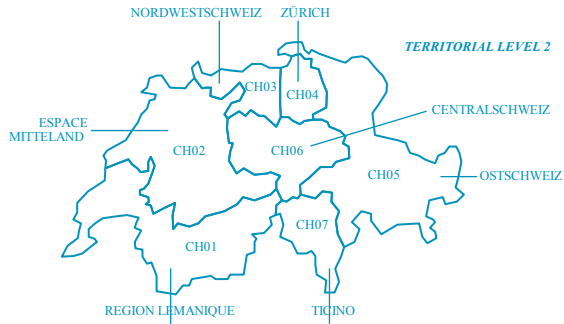 NORDWESTSCHWEIZ
ZÜRICH
TERRITORIAL LEVEL 2
CH03
CH04
CENTRALSCHWEIZ
ESPACE
MITTELAND
CH02
CH06
CH05
OSTSCHWEIZ
CH07
CH01
REGION LEMANIQUE
TICINO